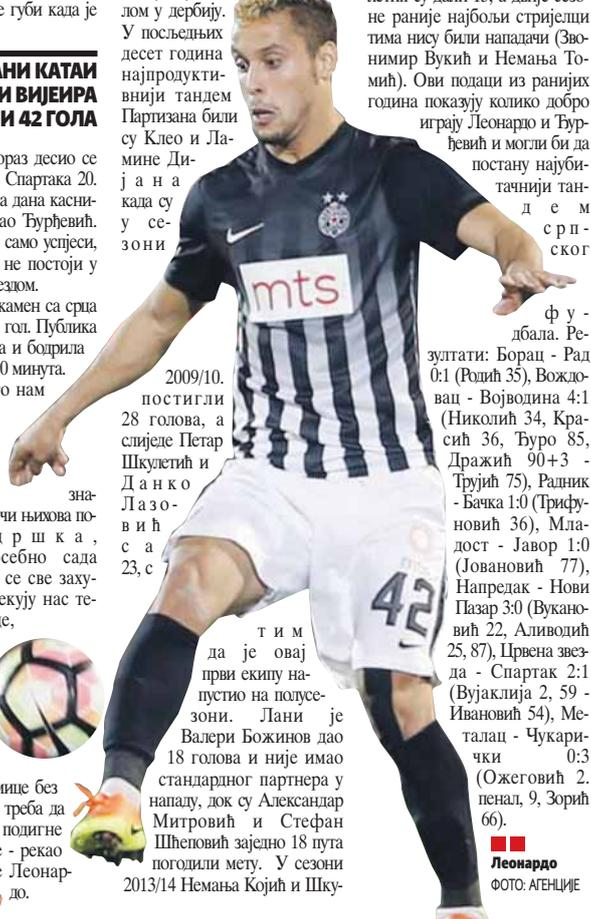 е губи када је
АНИ КАТАИ
И ВИЈЕИРА
И 42 ГОЛА
ораз десио се
Спартака 20.
а дана касни-
ао Ђурђевић.
само успјеси,
не постоји у
ездом.
камен са срца
гол. Публика
а и бодрила
0 минута.
о нам
зна-
чи њихова по-
дршка,
себно сада
се све заху-
екују нас те-
е,
мице без
треба да
подигне
е - рекао
е Леонар-
до.
лом у дербију.
У посљедњих
десет година
најпродукти-
внији тандем
Партизана били
су Клео и Ла-
мине Ди-
јана
када су
у се-
зони
2009/10.
постигли
28 голова, а
слиједе Петар
Шкулетић и
Данко
Лазо-
вић
са
23, с
тим
да је овај
први екипу на-
пустио на полусе-
зони. Лани је
Валери Божинов дао
18 голова и није имао
стандардног партнера у
нападу, док су Александар
Митровић и Стефан
Шћеповић заједно 18 пута
погодили мету. У сезони
2013/14 Немања Којић и Шку-
не раније најбољи стријелци
тима нису били нападачи (Зво-
нимир Вукић и Немања То-
мић). Ови подаци из ранијих
година показују колико добро
играју Леонардо и Ђур-
ђевић и могли би да
постану најуби-
тачнији тан-
дем
срп-
ског
фу-
дбала. Ре-
зултати: Борац - Рад
0:1 (Родић 35), Вождо-
вац - Војводина 4:1
(Николић 34, Кра-
сић 36, Ђуро 85,
Дражић 90+3 -
Трујић 75), Радник
- Бачка 1:0 (Трифу-
новић 36), Мла-
дост - Јавор 1:0
(Јовановић 77),
Напредак - Нови
Пазар 3:0 (Вукано-
вић 22, Аливодић
25, 87), Црвена звез-
да - Спартак 2:1
(Вујаклија 2, 59 -
Ивановић 54), Ме-
талац - Чукарич-
ки 0:3
(Ожеговић 2.
пенал, 9, Зорић
66).
mts
42
Леонардо
ФОТО: АГЕНЦИЈЕ